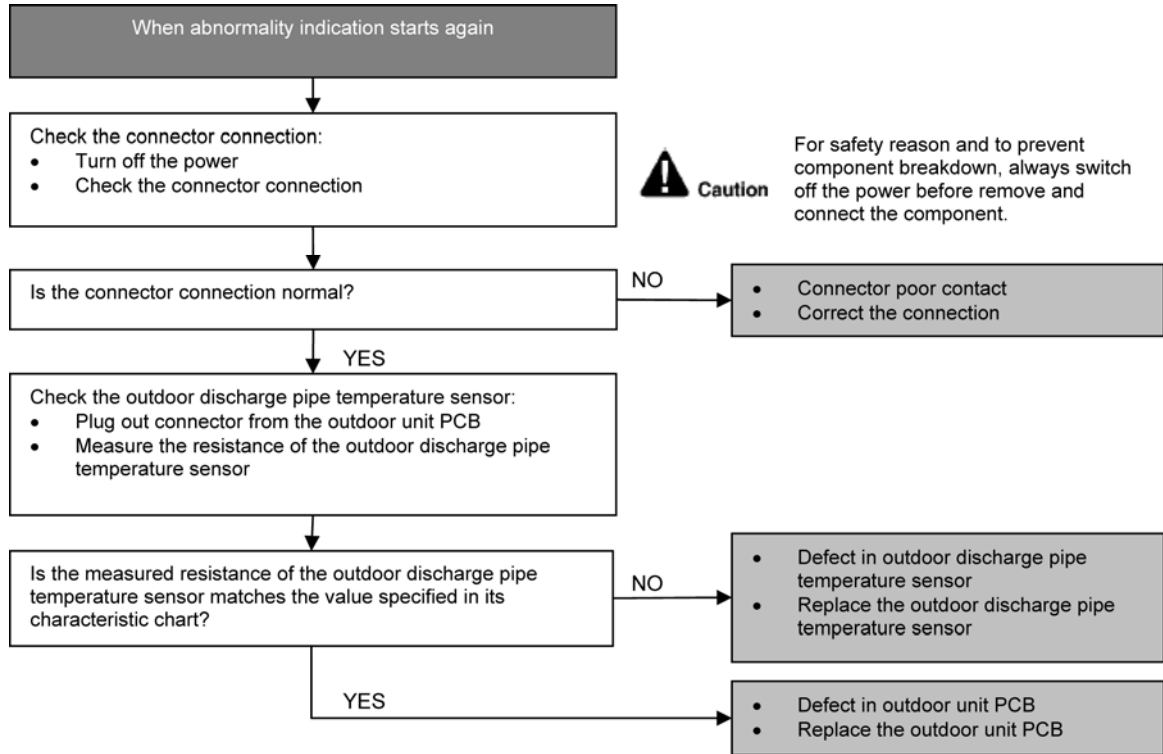 When abnormality indication starts again
Check the connector connection:
• Turn off the power
• Check the connector connection
Caution
For safety reason and to prevent
component breakdown, always switch
off the power before remove and
connect the component.
Is the connector connection normal?
NO
• Connector poor contact
• Correct the connection
YES
Check the outdoor discharge pipe temperature sensor:
• Plug out connector from the outdoor unit PCB
• Measure the resistance of the outdoor discharge pipe
temperature sensor
Is the measured resistance of the outdoor discharge pipe
temperature sensor matches the value specified in its
characteristic chart?
NO
• Defect in outdoor discharge pipe
temperature sensor
• Replace the outdoor discharge pipe
temperature sensor
YES
• Defect in outdoor unit PCB
• Replace the outdoor unit PCB